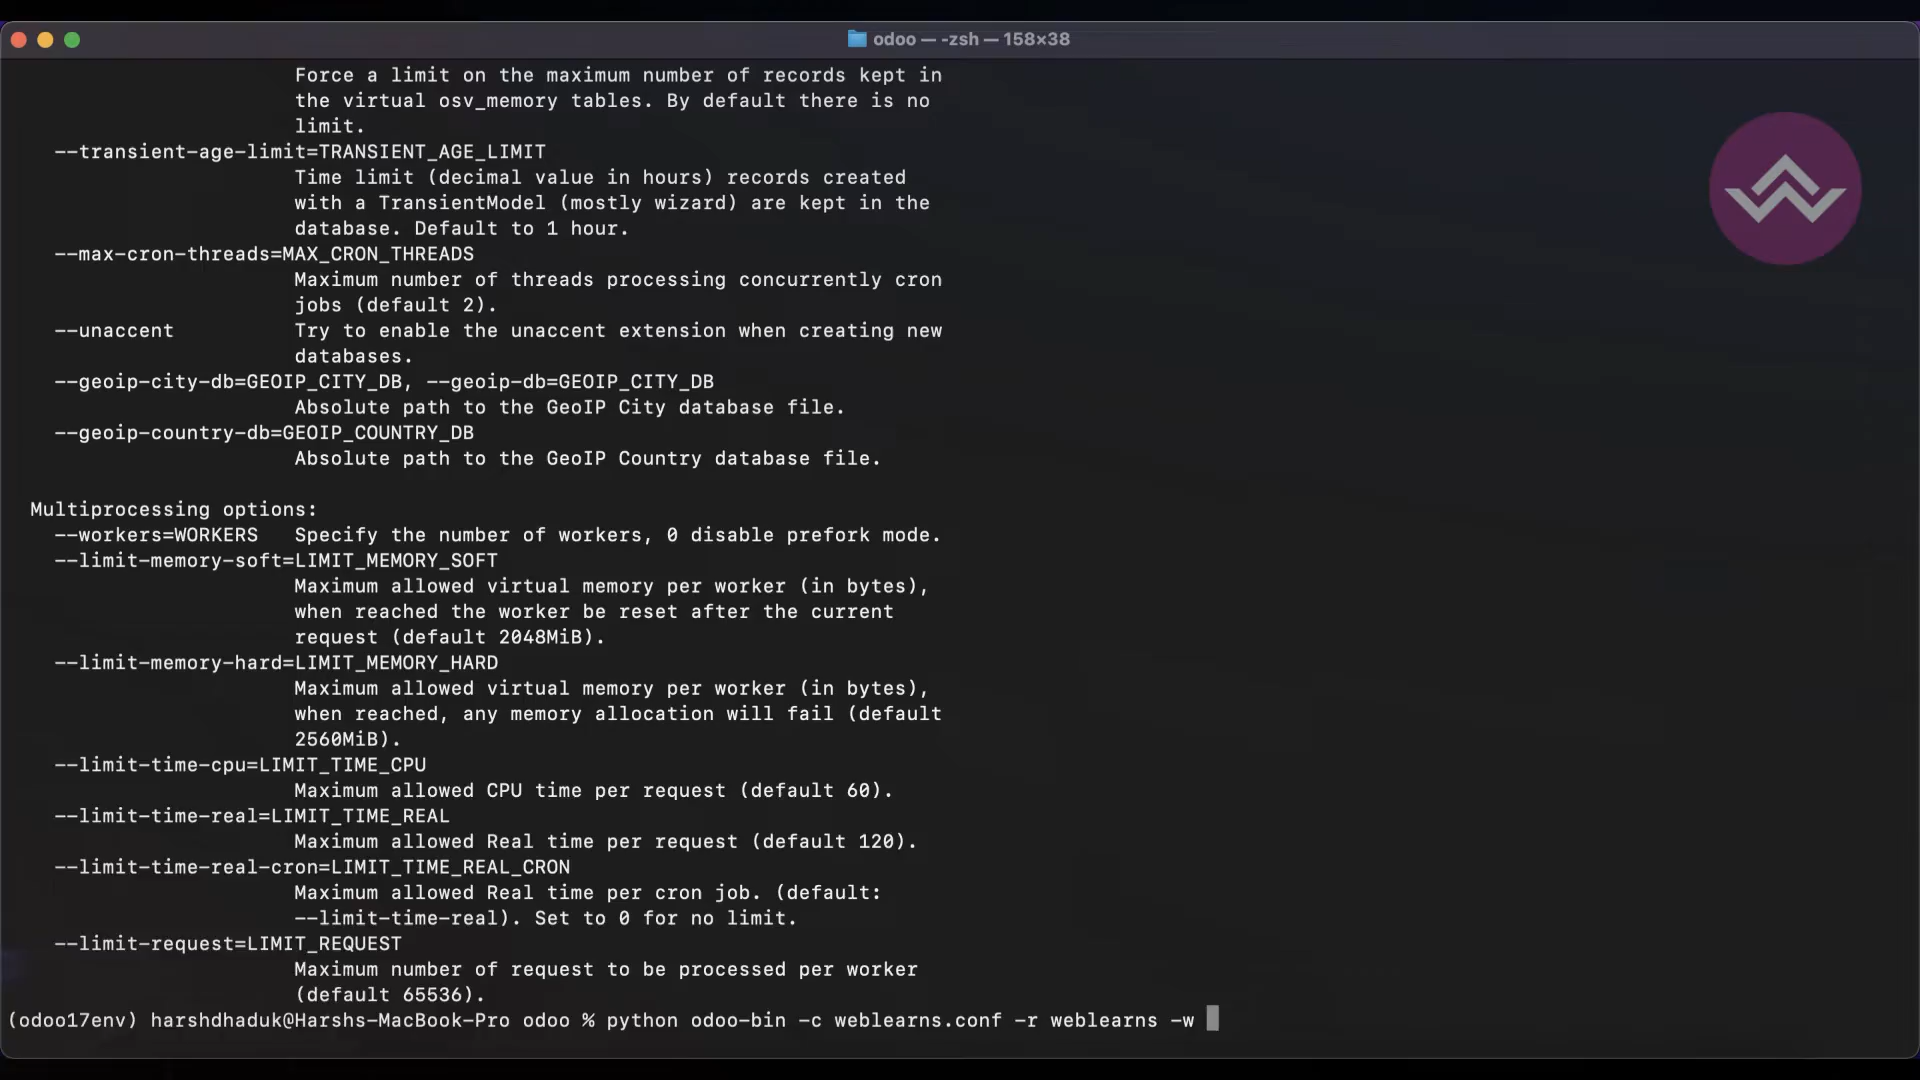 odoo — -zsh — 158×38
Force a limit on the maximum number of records kept in
the virtual osv_memory tables. By default there is no
limit.
--transient-age-limit=TRANSIENT_AGE_LIMIT
Time limit (decimal value in hours) records created
with a TransientModel (mostly wizard) are kept in the
database. Default to 1 hour.
--max-cron-threads=MAX_CRON_THREADS
Maximum number of threads processing concurrently cron
jobs (default 2).
--unaccent Try to enable the unaccent extension when creating new
databases.
--geoip-city-db=GEOIP_CITY_DB, --geoip-db=GEOIP_CITY_DB
Absolute path to the GeoIP City database file.
--geoip-country-db=GEOIP_COUNTRY_DB
Absolute path to the GeoIP Country database file.
Multiprocessing options:
--workers=WORKERS Specify the number of workers, 0 disable prefork mode.
--limit-memory-soft=LIMIT_MEMORY_SOFT
Maximum allowed virtual memory per worker (in bytes),
when reached the worker be reset after the current
request (default 2048MiB).
--limit-memory-hard=LIMIT_MEMORY_HARD
Maximum allowed virtual memory per worker (in bytes),
when reached, any memory allocation will fail (default
2560MiB).
--limit-time-cpu=LIMIT_TIME_CPU
Maximum allowed CPU time per request (default 60).
--limit-time-real=LIMIT_TIME_REAL
Maximum allowed Real time per request (default 120).
--limit-time-real-cron=LIMIT_TIME_REAL_CRON
Maximum allowed Real time per cron job. (default:
--limit-time-real). Set to 0 for no limit.
--limit-request=LIMIT_REQUEST
Maximum number of request to be processed per worker
(default 65536).
(odoo17env) harshdhaduk@Harshs-MacBook-Pro odoo % python odoo-bin -c weblearns.conf -r weblearns -w